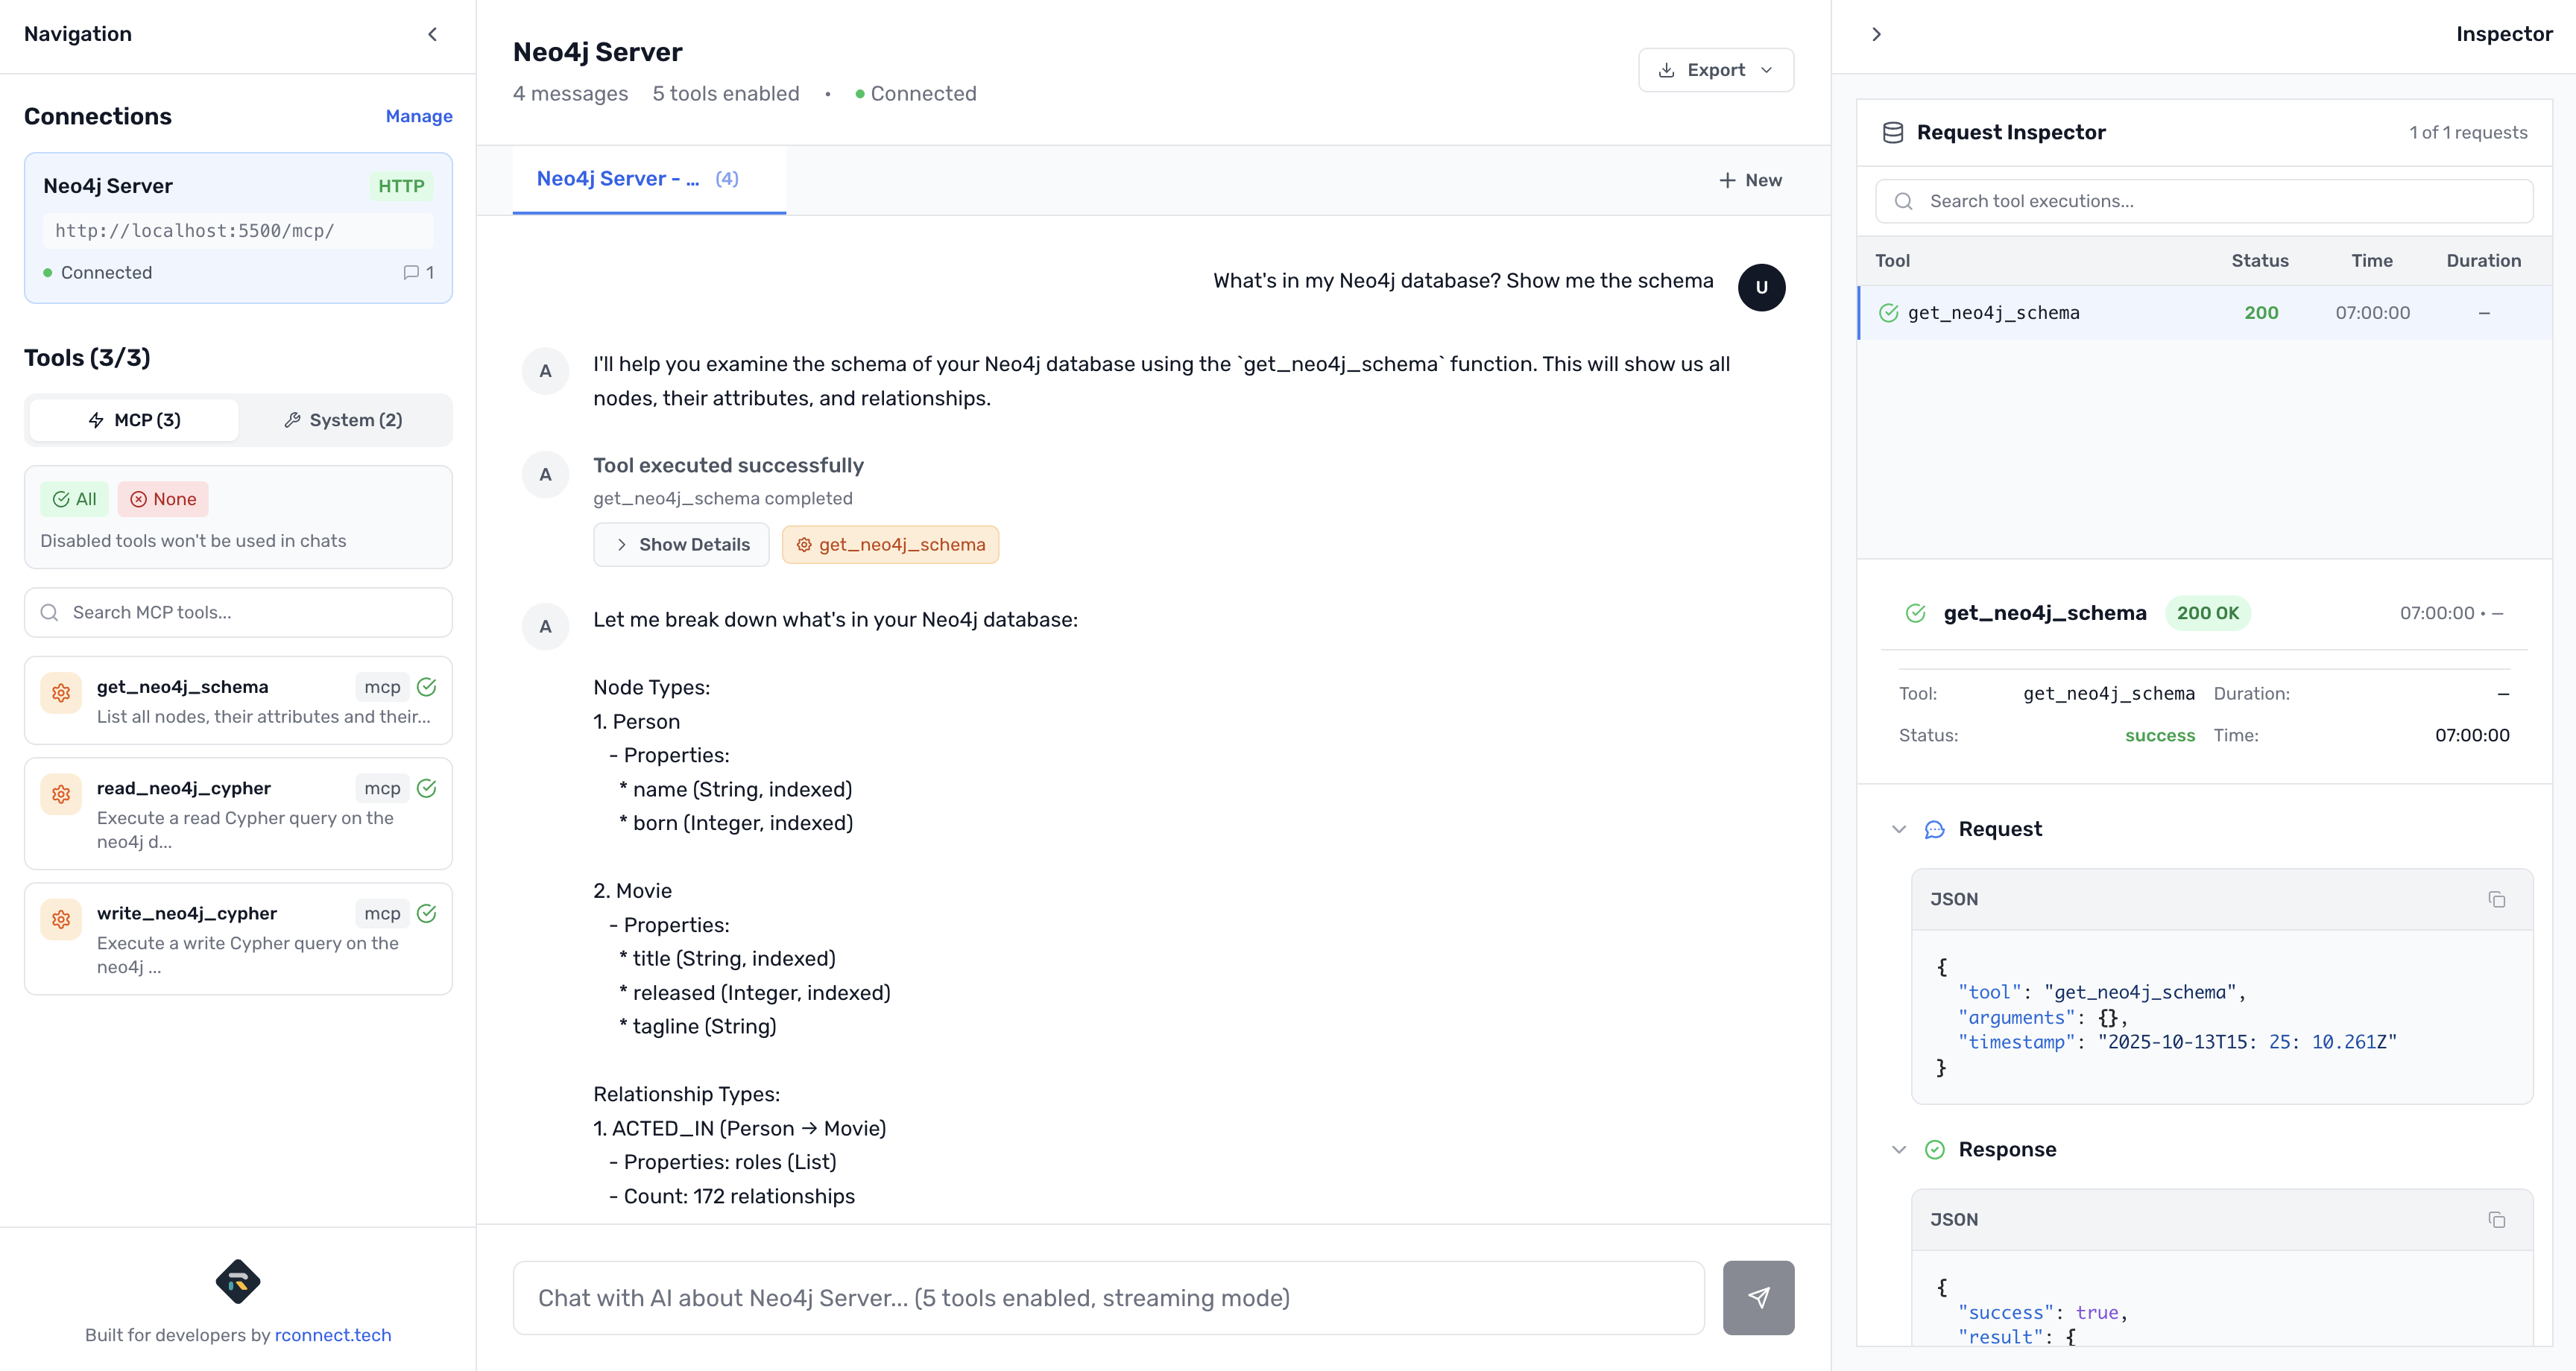 Navigation
Connections
Manage
Neo4j Server
HTTP
http://localhost:5500/mcp/
Connected
1
Tools (3/3)
MCP (3)
System (2)
All
None
Disabled tools won't be used in chats
Search MCP tools...
get_neo4j_schema
mcp
List all nodes, their attributes and their...
read_neo4j_cypher
mcp
Execute a read Cypher query on the
neo4j d...
write_neo4j_cypher
mcp
Execute a write Cypher query on the
neo4j ...
Built for developers by rconnect.tech
Neo4j Server
4 messages 5 tools enabled • Connected
Export
Neo4j Server - ... (4)
New
What's in my Neo4j database? Show me the schema
U
A
I'll help you examine the schema of your Neo4j database using the `get_neo4j_schema` function. This will show us all
nodes, their attributes, and relationships.
A
Tool executed successfully
get_neo4j_schema completed
Show Details
get_neo4j_schema
A
Let me break down what's in your Neo4j database:
Node Types:
1. Person
- Properties:
* name (String, indexed)
* born (Integer, indexed)
2. Movie
- Properties:
* title (String, indexed)
* released (Integer, indexed)
* tagline (String)
Relationship Types:
1. ACTED_IN (Person → Movie)
- Properties: roles (List)
- Count: 172 relationships
Chat with AI about Neo4j Server... (5 tools enabled, streaming mode)
Inspector
Request Inspector
1 of 1 requests
Search tool executions...
Tool Status Time Duration
get_neo4j_schema 200 07:00:00 —
get_neo4j_schema 200 OK 07:00:00 • —
Tool: get_neo4j_schema Duration: —
Status: success Time: 07:00:00
Request
JSON
{
"tool": "get_neo4j_schema",
"arguments": {},
"timestamp": "2025-10-13T15: 25: 10.261Z"
}
Response
JSON
{
"success": true,
"result": {